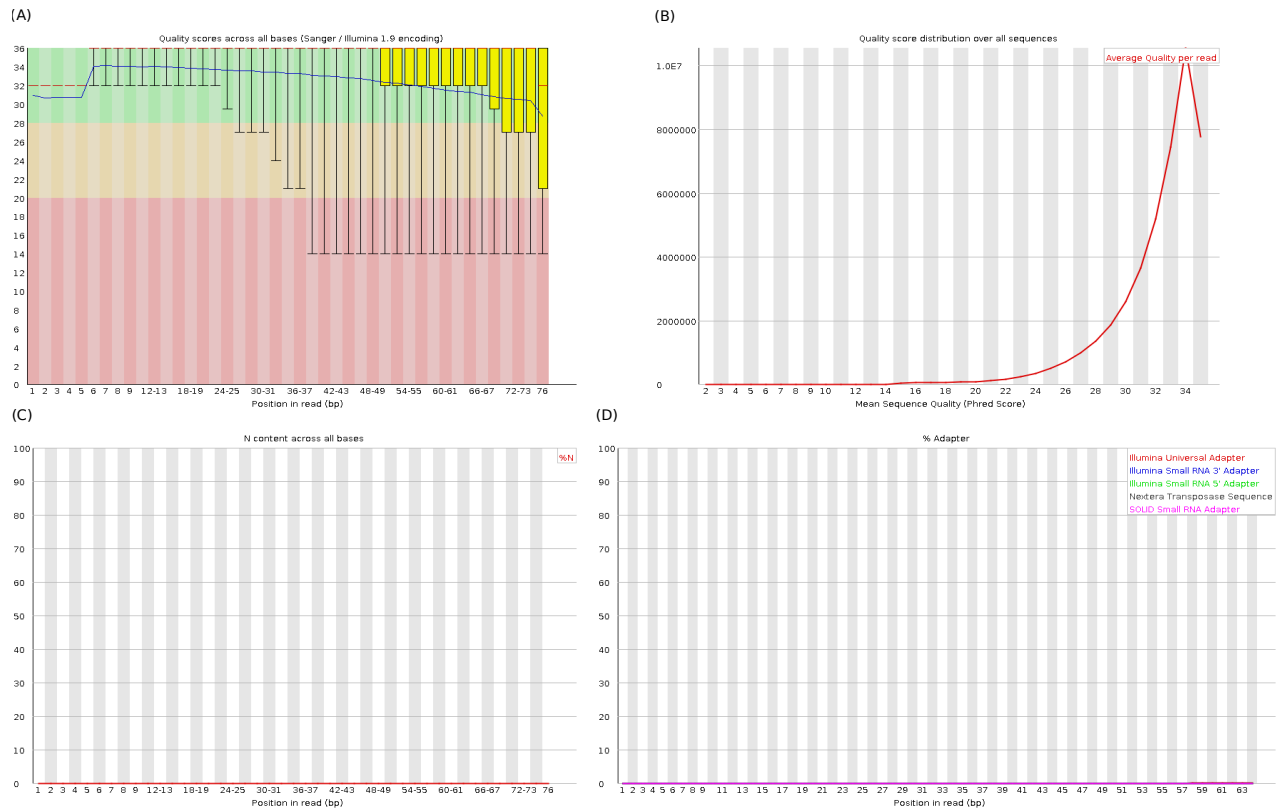 (A)
Quality scores across all bases (Sanger / Illumina 1.9 encoding)
36
34
32
30
28
26
24
22
20
18
16
14
12
10
8
6
4
2
0
1 2 3 4 5 6 7 8 9 12-13 18-19 24-25 30-31 36-37 42-43 48-49 54-55 60-61 66-67 72-73 76
Position in read (bp)
(B)
Quality score distribution over all sequences
Average Quality per read
1.0E7
8000000
6000000
4000000
2000000
0
2 3 4 5 6 7 8 9 10 12 14 16 18 20 22 24 26 28 30 32 34
Mean Sequence Quality (Phred Score)
(C)
N content across all bases
%N
100
90
80
70
60
50
40
30
20
10
0
1 2 3 4 5 6 7 8 9 12-13 18-19 24-25 30-31 36-37 42-43 48-49 54-55 60-61 66-67 72-73 76
Position in read (bp)
(D)
% Adapter
Illumina Universal Adapter
Illumina Small RNA 3' Adapter
Illumina Small RNA 5' Adapter
Nextera Transposase Sequence
SOLID Small RNA Adapter
100
90
80
70
60
50
40
30
20
10
0
1 2 3 4 5 6 7 8 9 11 13 15 17 19 21 23 25 27 29 31 33 35 37 39 41 43 45 47 49 51 53 55 57 59 61 63
Position in read (bp)